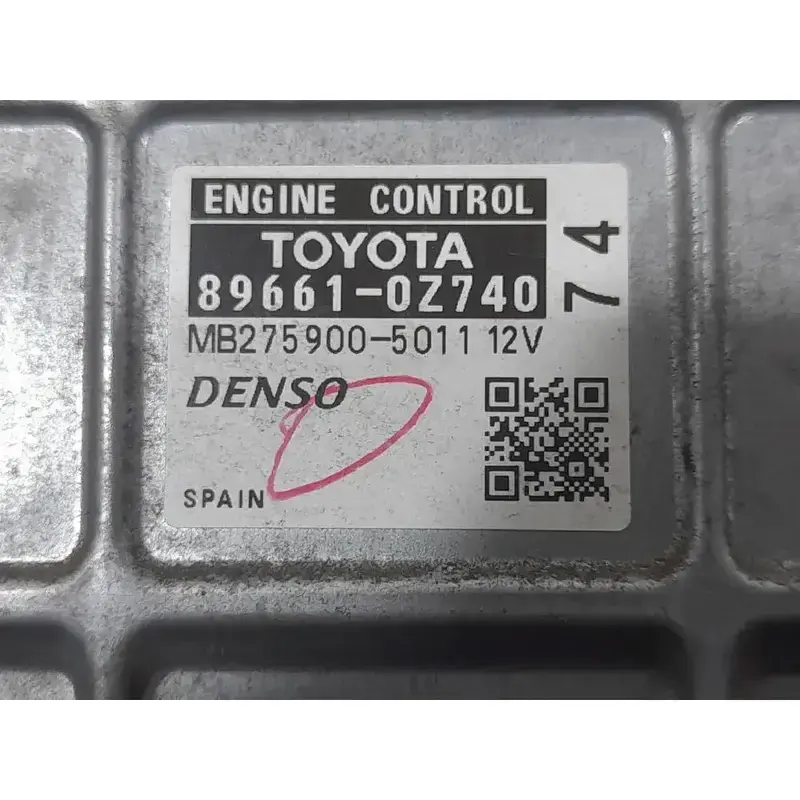 ENGINE CONTROL
TOYOTA
89661-0Z740
74
MB275900-5011 12V
DENSO
SPAIN